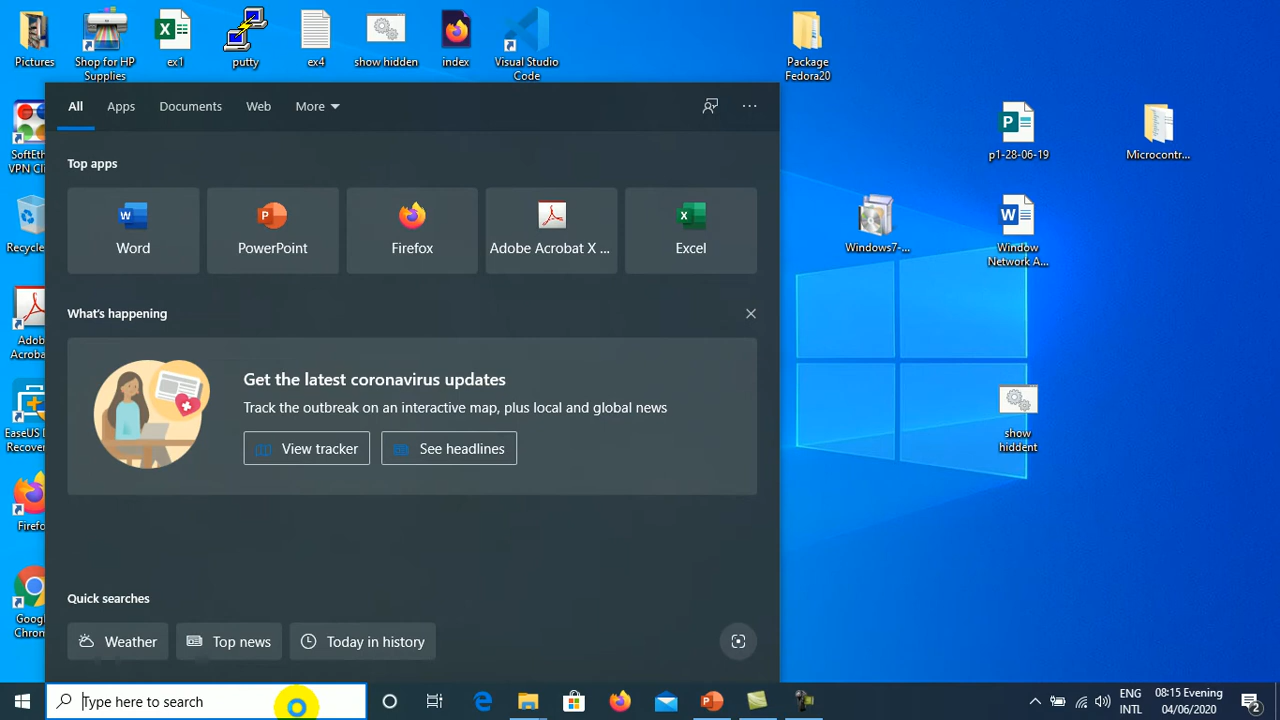 Pictures
Shop for HP
Supplies
ex1
putty
ex4
show hidden
index
Visual Studio
Code
Package
Fedora20
All
Apps
Documents
Web
More
SoftEth
VPN Cli
p1-28-06-19
Microcontr...
Top apps
Word
PowerPoint
Firefox
Adobe Acrobat X ...
Excel
Recycle
Windows7-...
Window
Network A...
What's happening
Adob
Acroba
Get the latest coronavirus updates
Track the outbreak on an interactive map, plus local and global news
View tracker
See headlines
EaseUS D
Recover
show
hiddent
Firefo
Quick searches
Googl
Chrom
Weather
Top news
Today in history
Type here to search
ENG
INTL
08:15 Evening
04/06/2020
2